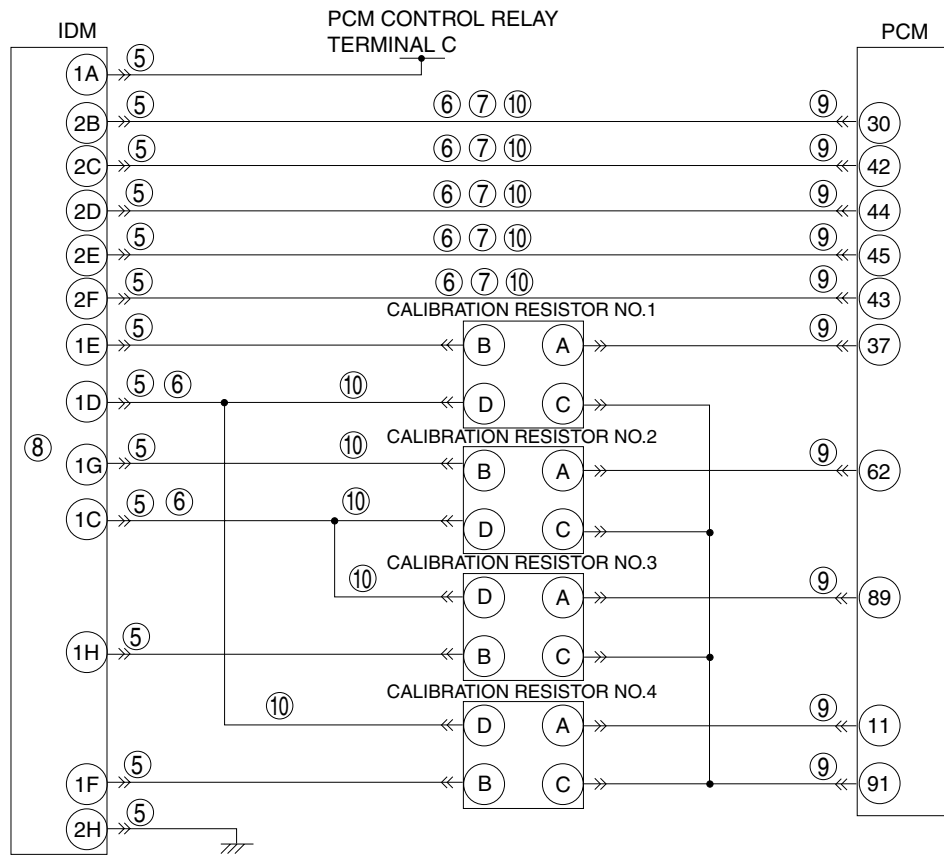 PCM CONTROL RELAY
TERMINAL C
IDM
PCM
1A ⑤
2B ⑤ ⑥ ⑦ ⑩ ⑨ 30
2C ⑤ ⑥ ⑦ ⑩ ⑨ 42
2D ⑤ ⑥ ⑦ ⑩ ⑨ 44
2E ⑤ ⑥ ⑦ ⑩ ⑨ 45
2F ⑤ ⑥ ⑦ ⑩ ⑨ 43
CALIBRATION RESISTOR NO.1
1E ⑤ B A ⑨ 37
1D ⑤ ⑥ ⑩ D C
CALIBRATION RESISTOR NO.2
⑧ 1G ⑤ ⑩ B A ⑨ 62
1C ⑤ ⑥ ⑩ D C
CALIBRATION RESISTOR NO.3
⑩ D A ⑨ 89
1H ⑤ B C
CALIBRATION RESISTOR NO.4
⑩ D A ⑨ 11
1F ⑤ B C ⑨ 91
2H ⑤